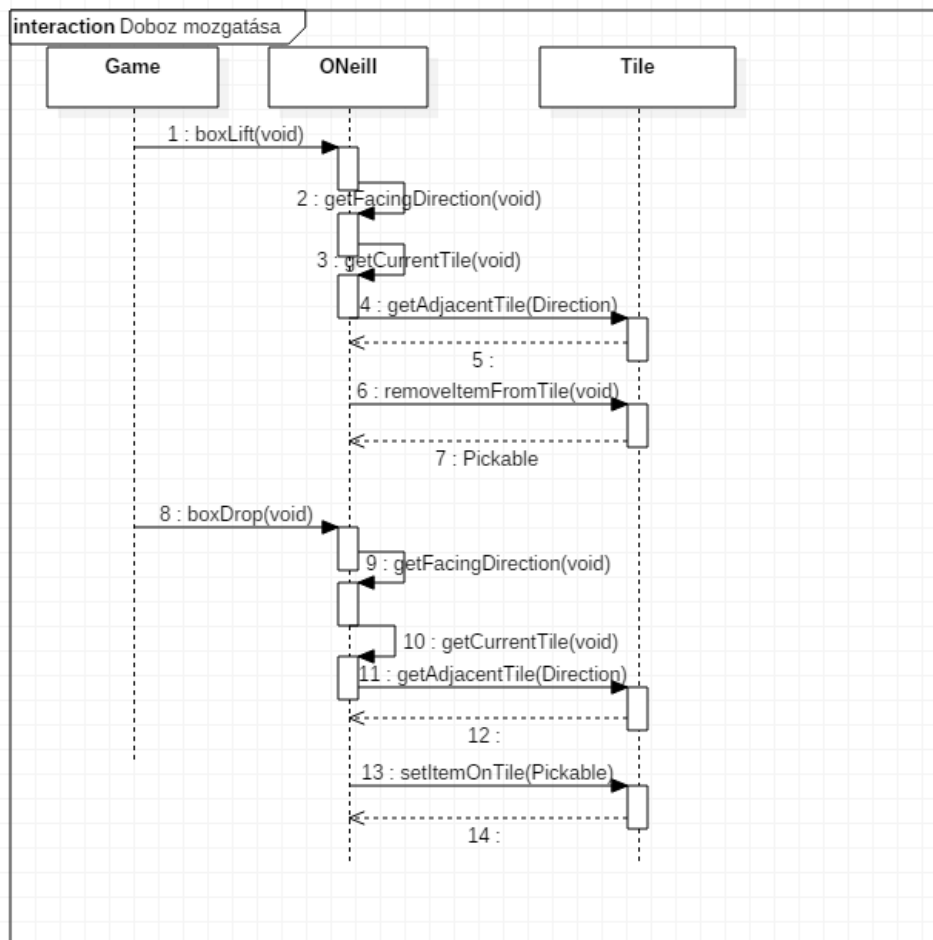 interaction Doboz mozgatása
Game
ONeill
Tile
1 : boxLift(void)
2 : getFacingDirection(void)
3 : getCurrentTile(void)
4 : getAdjacentTile(Direction)
5 :
6 : removeItemFromTile(void)
7 : Pickable
8 : boxDrop(void)
9 : getFacingDirection(void)
10 : getCurrentTile(void)
11 : getAdjacentTile(Direction)
12 :
13 : setItemOnTile(Pickable)
14 :